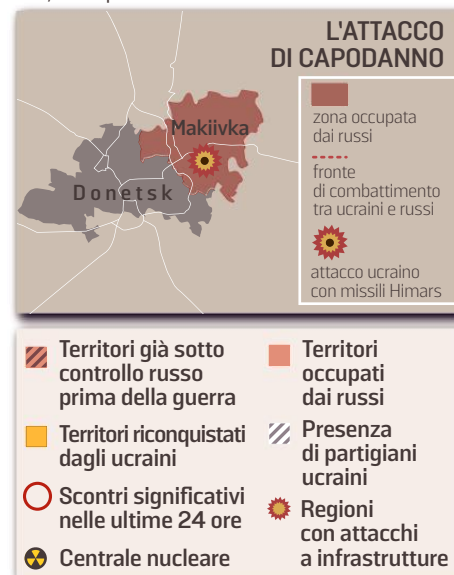 L'ATTACCO
DI CAPODANNO
Makiivka
Donetsk
zona occupata
dai russi
fronte
di combattimento
tra ucraini e russi
attacco ucraino
con missili Himars
Territori già sotto
controllo russo
prima della guerra
Territori riconquistati
dagli ucraini
Scontri significativi
nelle ultime 24 ore
Centrale nucleare
Territori
occupati
dai russi
Presenza
di partigiani
ucraini
Regioni
con attacchi
a infrastrutture